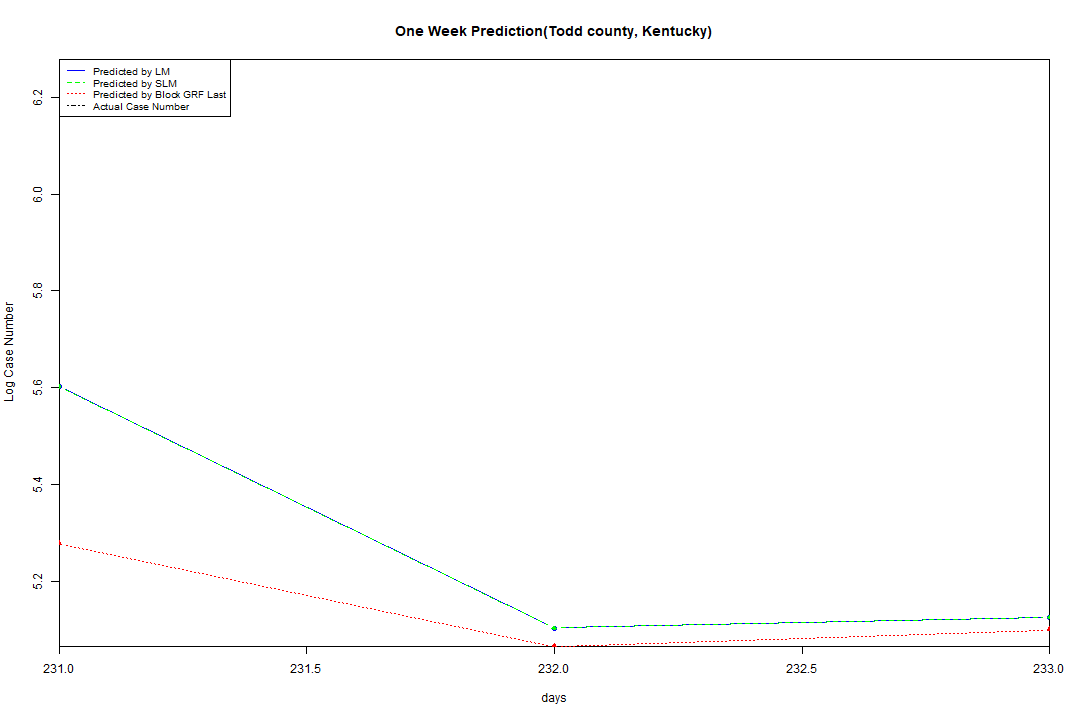 One Week Prediction(Todd county, Kentucky)
Predicted by LM
Predicted by SLM
Predicted by Block GRF Last
Actual Case Number
6.2
6.0
5.8
5.6
5.4
5.2
Log Case Number
231.0 231.5 232.0 232.5 233.0
days